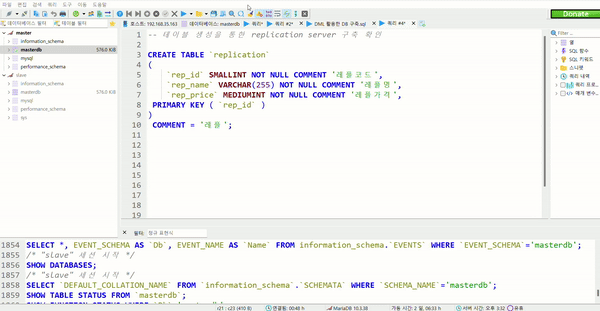 파일 편집 검색 쿼리 도구 이동 도움말
Donate
데이터베이스 필터 테이블 필터
호스트: 192.168.35.163 데이터베이스: masterdb 쿼리* 쿼리 #2* DML 활용한 DB 구축.sql 쿼리 #4*
필터 ...
master
information_schema
masterdb 576.0 KiB
mysql
performance_schema
slave
information_schema
masterdb 576.0 KiB
mysql
performance_schema
sys
1 -- 테이블 생성을 통한 replication server 구축 확인
2
3 CREATE TABLE `replication`
4 (
5 `rep_id` SMALLINT NOT NULL COMMENT '레플코드',
6 `rep_name` VARCHAR(255) NOT NULL COMMENT '레플명',
7 `rep_price` MEDIUMINT NOT NULL COMMENT '레플가격',
8 PRIMARY KEY ( `rep_id` )
9 )
10 COMMENT = '레플';
11
12
13
14
15
16
17
18
19
열
SQL 함수
SQL 키워드
스니펫
쿼리 내역
쿼리 프로...
매개 변수...
필터: 정규 표현식
1854 SELECT *, EVENT_SCHEMA AS `Db`, EVENT_NAME AS `Name` FROM information_schema.`EVENTS` WHERE `EVENT_SCHEMA`='masterdb';
1855 /* "slave" 세션 시작 */
1856 SHOW DATABASES;
1857 /* "slave" 세션 시작 */
1858 SELECT `DEFAULT_COLLATION_NAME` FROM `information_schema`.`SCHEMATA` WHERE `SCHEMA_NAME`='masterdb';
1859 SHOW TABLE STATUS FROM `masterdb`;
r21 : c23 (410 B) 연결됨: 00:48 h MariaDB 10.3.38 가동 시간: 2 일, 06:33 h 서버 시간: 오후 3:32 유휴